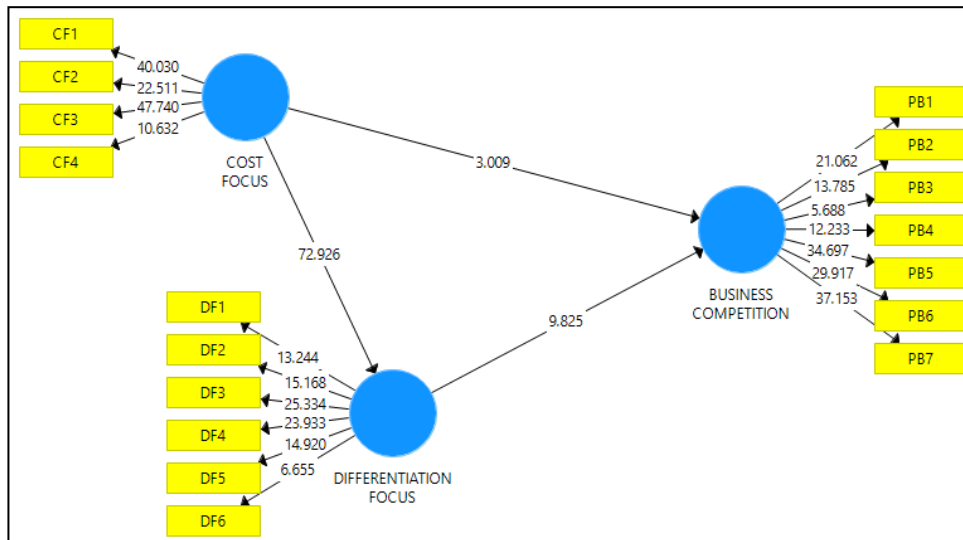 CF1
CF2
CF3
CF4
40.030
22.511
47.740
10.632
COST
FOCUS
3.009
72.926
PB1
PB2
PB3
PB4
PB5
PB6
PB7
21.062
13.785
5.688
12.233
34.697
29.917
37.153
BUSINESS
COMPETITION
9.825
DF1
DF2
DF3
DF4
DF5
DF6
13.244
15.168
25.334
23.933
14.920
6.655
DIFFERENTIATION
FOCUS